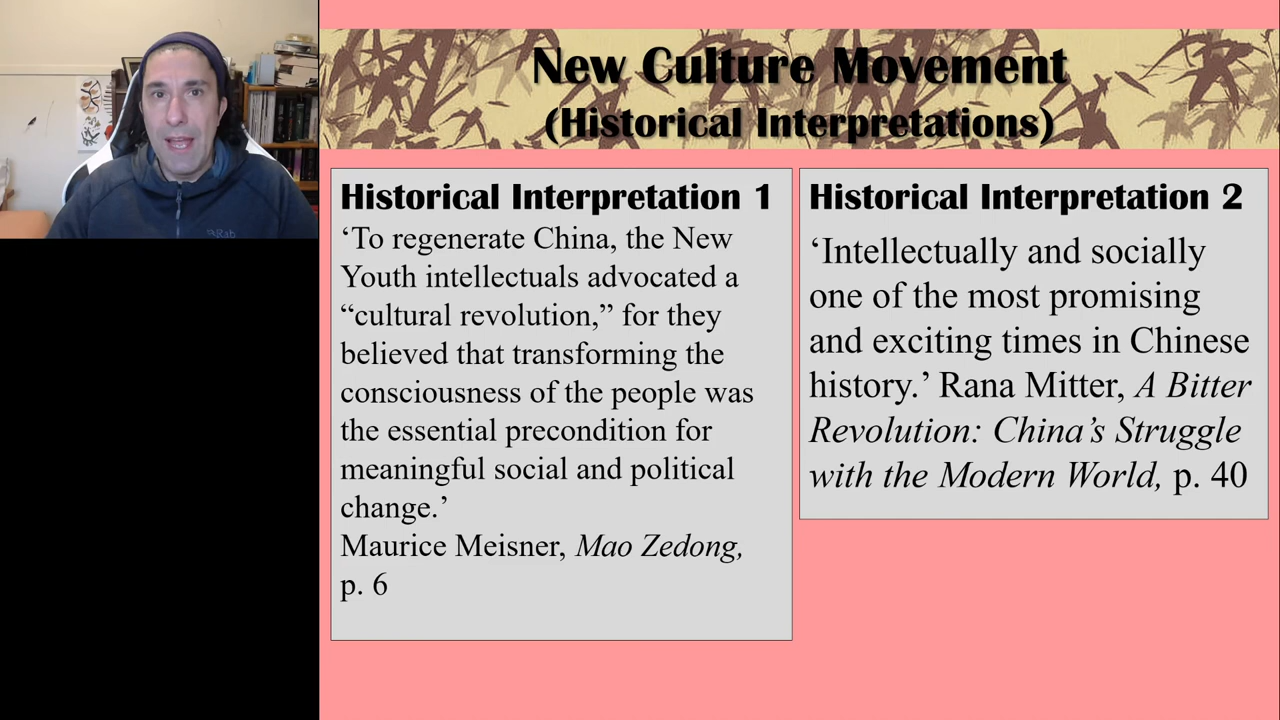 New Culture Movement
(Historical Interpretations)
Historical Interpretation 1
‘To regenerate China, the New
Youth intellectuals advocated a
“cultural revolution,” for they
believed that transforming the
consciousness of the people was
the essential precondition for
meaningful social and political
change.’
Maurice Meisner, Mao Zedong,
p. 6
Historical Interpretation 2
‘Intellectually and socially
one of the most promising
and exciting times in Chinese
history.’ Rana Mitter, A Bitter
Revolution: China’s Struggle
with the Modern World, p. 40
Rab